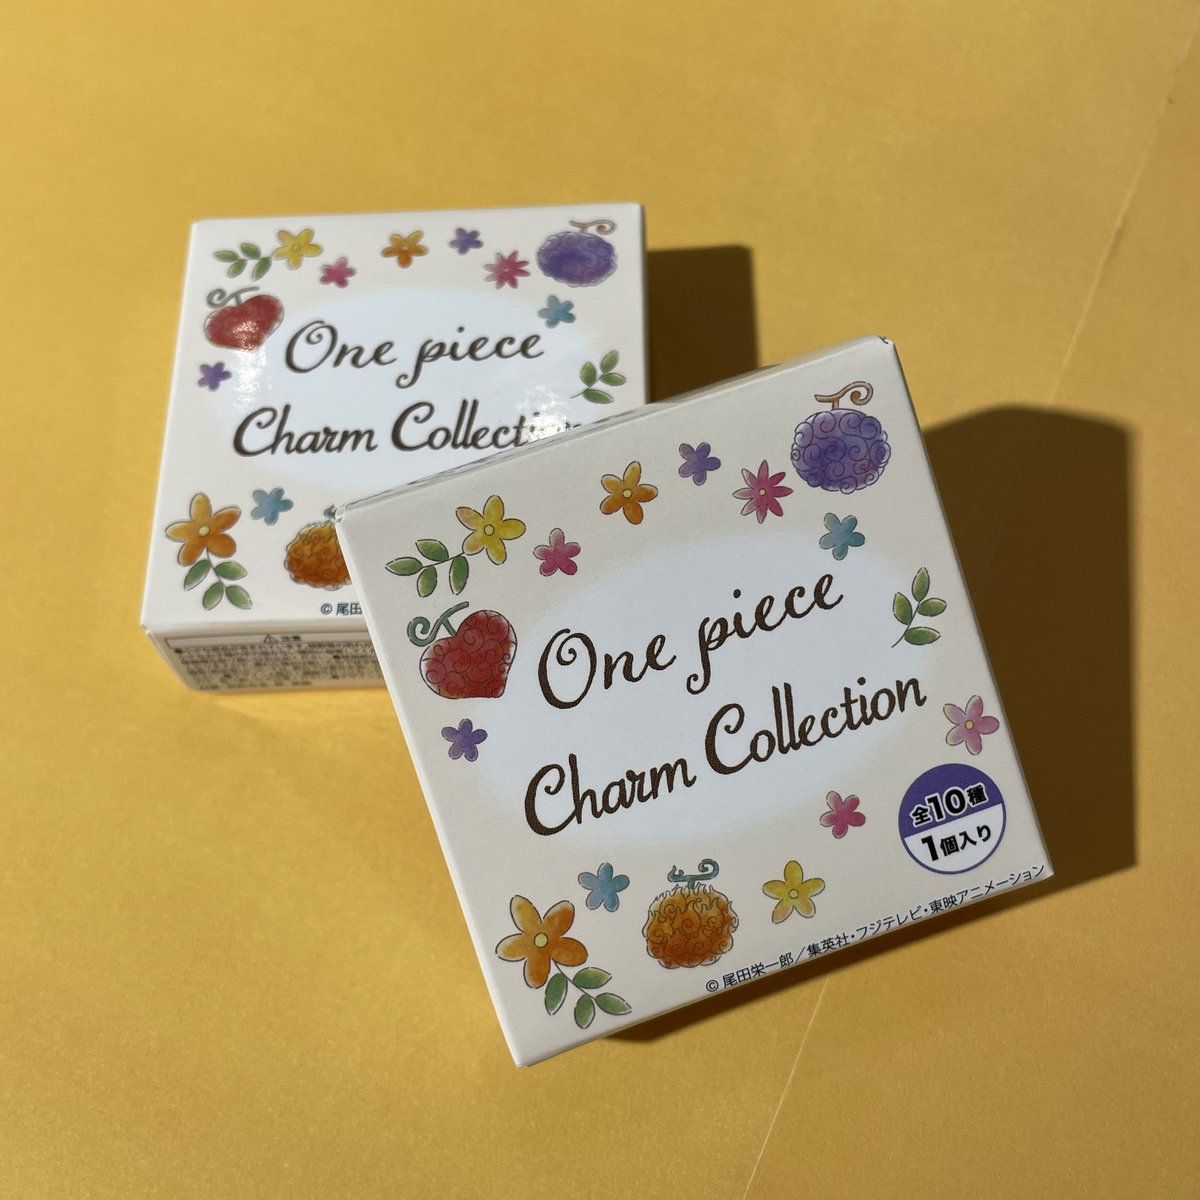 One piece
Charm
© 尾田
⚠ 注意
One piece
Charm Collection
全10種
1個入り
© 尾田栄一郎／集英社・フジテレビ・東映アニメーション